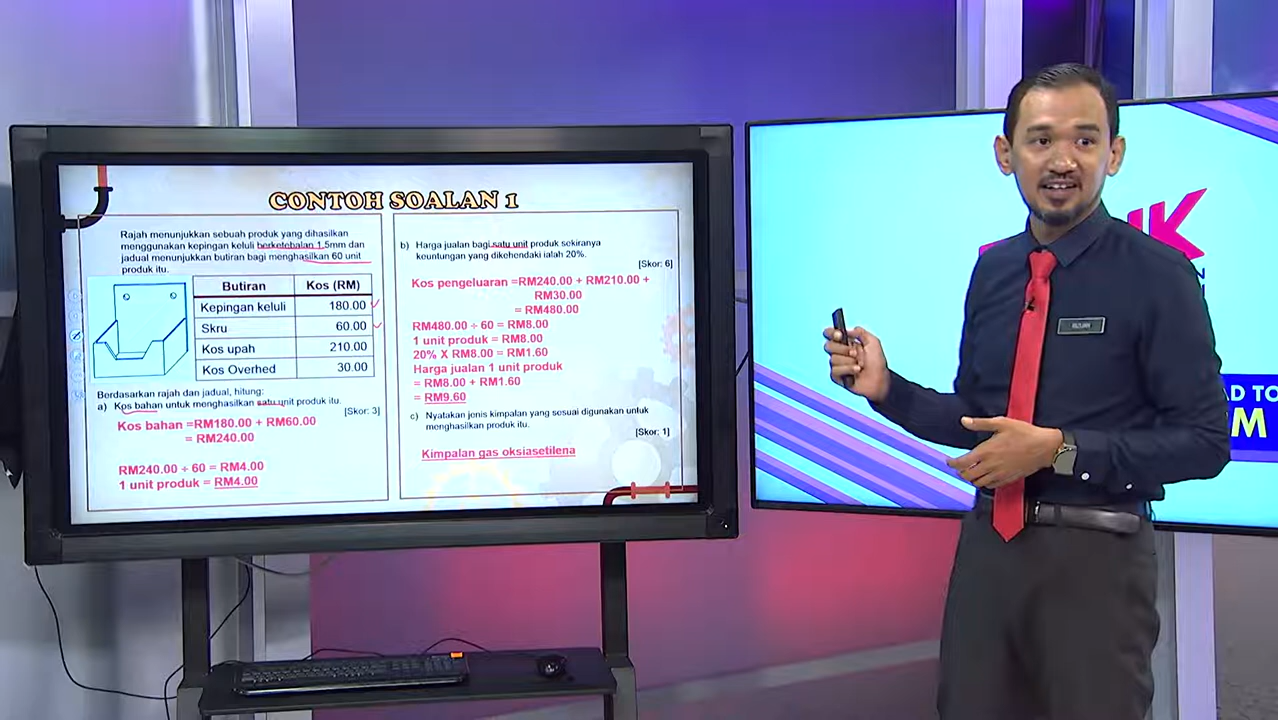 CONTOH SOALAN 1
Rajah menunjukkan sebuah produk yang dihasilkan
menggunakan kepingan keluli berketebalan 1.5mm dan
jadual menunjukkan butiran bagi menghasilkan 60 unit
produk itu.
Butiran Kos (RM)
Kepingan keluli 180.00
Skru 60.00
Kos upah 210.00
Kos Overhed 30.00
Berdasarkan rajah dan jadual, hitung:
a) Kos bahan untuk menghasilkan satu unit produk itu.
[Skor: 3]
Kos bahan =RM180.00 + RM60.00
= RM240.00
RM240.00 ÷ 60 = RM4.00
1 unit produk = RM4.00
b) Harga jualan bagi satu unit produk sekiranya
keuntungan yang dikehendaki ialah 20%.
[Skor: 6]
Kos pengeluaran =RM240.00 + RM210.00 +
RM30.00
= RM480.00
RM480.00 ÷ 60 = RM8.00
1 unit produk = RM8.00
20% X RM8.00 = RM1.60
Harga jualan 1 unit produk
= RM8.00 + RM1.60
= RM9.60
c) Nyatakan jenis kimpalan yang sesuai digunakan untuk
menghasilkan produk itu.
[Skor: 1]
Kimpalan gas oksiasetilena
IK
N
AD TO
M